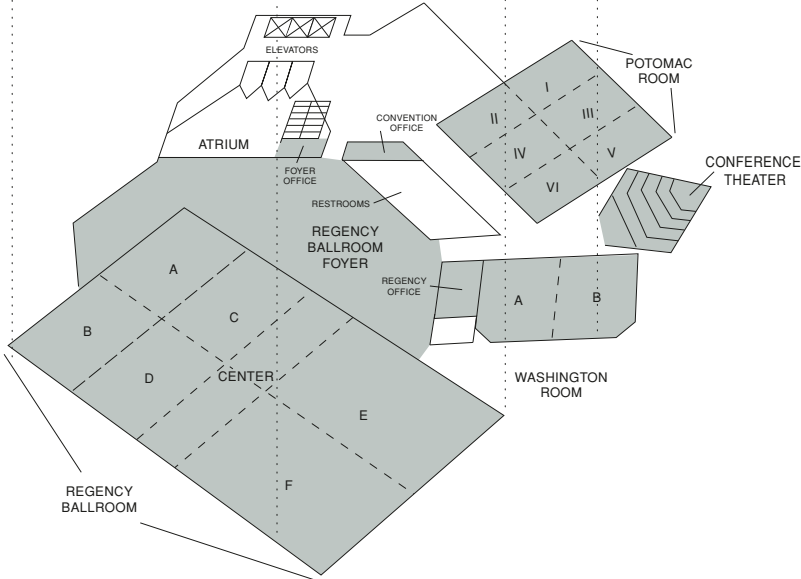 ELEVATORS
POTOMAC
ROOM
I
II
III
CONVENTION
OFFICE
ATRIUM
IV
V
CONFERENCE
THEATER
FOYER
OFFICE
VI
RESTROOMS
REGENCY
BALLROOM
FOYER
A
REGENCY
OFFICE
A
B
C
B
D
CENTER
WASHINGTON
ROOM
E
F
REGENCY
BALLROOM